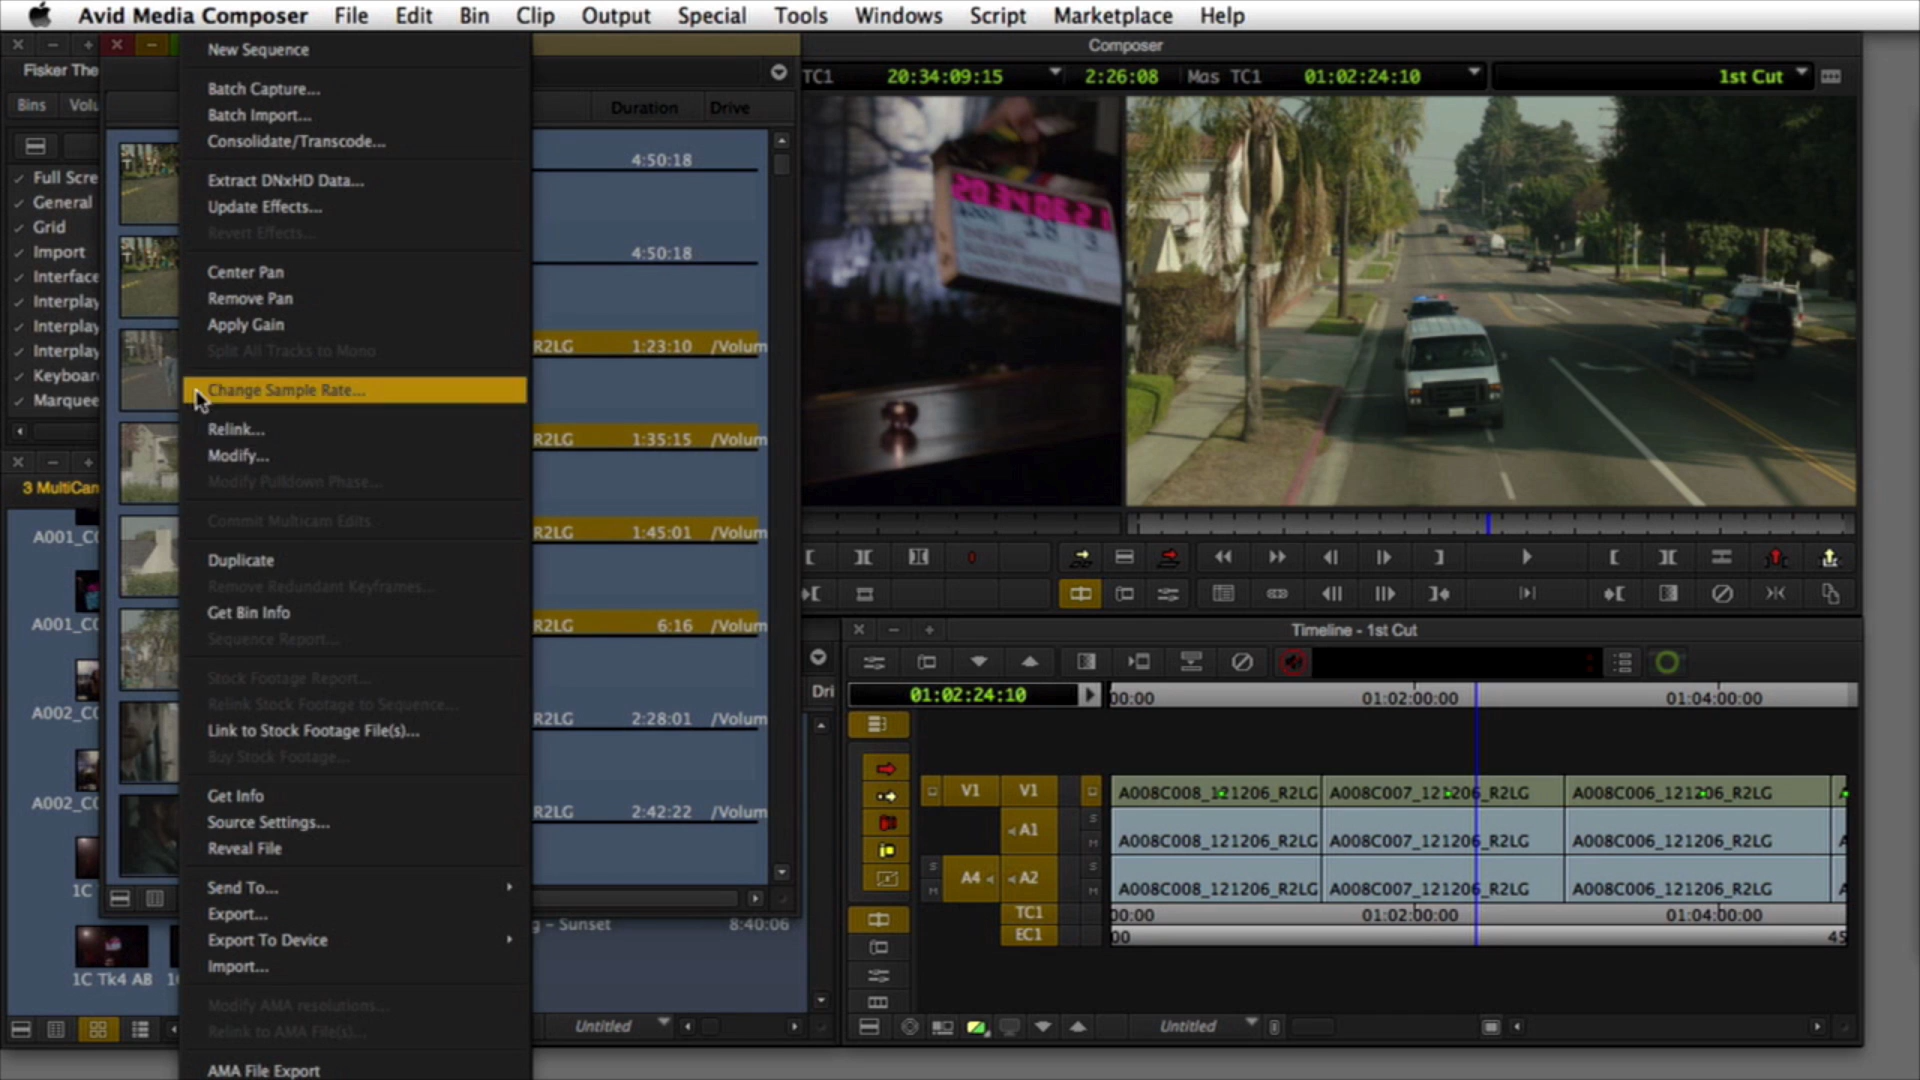 Avid Media Composer File Edit Bin Clip Output Special Tools Windows Script Marketplace Help
New Sequence
Composer
Fisker The
TC1 20:34:09:15 2:26:08 Mas TC1 01:02:24:10 1st Cut
Bins Volu
Batch Capture...
Duration Drive
Batch Import...
Consolidate/Transcode...
4:50:18
Full Scre
Extract DNxHD Data...
General
Update Effects...
Grid
Revert Effects...
Import
4:50:18
Interface
Center Pan
Interplay
Remove Pan
Interplay
Apply Gain
Interplay
Split All Tracks to Mono
R2LG 1:23:10 /Volum
Keyboar
Change Sample Rate...
Marquee
Relink...
R2LG 1:35:15 /Volum
Modify...
Modify Pulldown Phase...
3 MultiCam
Commit Multicam Edits
A001_C0
R2LG 1:45:01 /Volum
Duplicate
Remove Redundant Keyframes...
Get Bin Info
A001_C0
R2LG 6:16 /Volum
Sequence Report...
Timeline - 1st Cut
Stock Footage Report...
Dri
Relink Stock Footage to Sequence...
01:02:24:10
00:00 01:02:00:00 01:04:00:00
A002_C0
Link to Stock Footage File(s)...
R2LG 2:28:01 /Volum
Buy Stock Footage...
Get Info
A002_C0
V1 V1 A008C008_121206_R2LG A008C007_121206_R2LG A008C006_121206_R2LG
Source Settings...
R2LG 2:42:22 /Volum
A1 A008C008_121206_R2LG A008C007_121206_R2LG A008C006_121206_R2LG
S
M
Reveal File
Send To...
1C
A4 A2 A008C008_121206_R2LG A008C007_121206_R2LG A008C006_121206_R2LG
S S
M M
Export...
TC1 00:00 01:02:00:00 01:04:00:00
g - Sunset 8:40:06
Export To Device
EC1 00 45
Import...
1C Tk4 AB
Modify AMA resolutions...
Relink to AMA File(s)...
Untitled
Untitled
AMA File Export